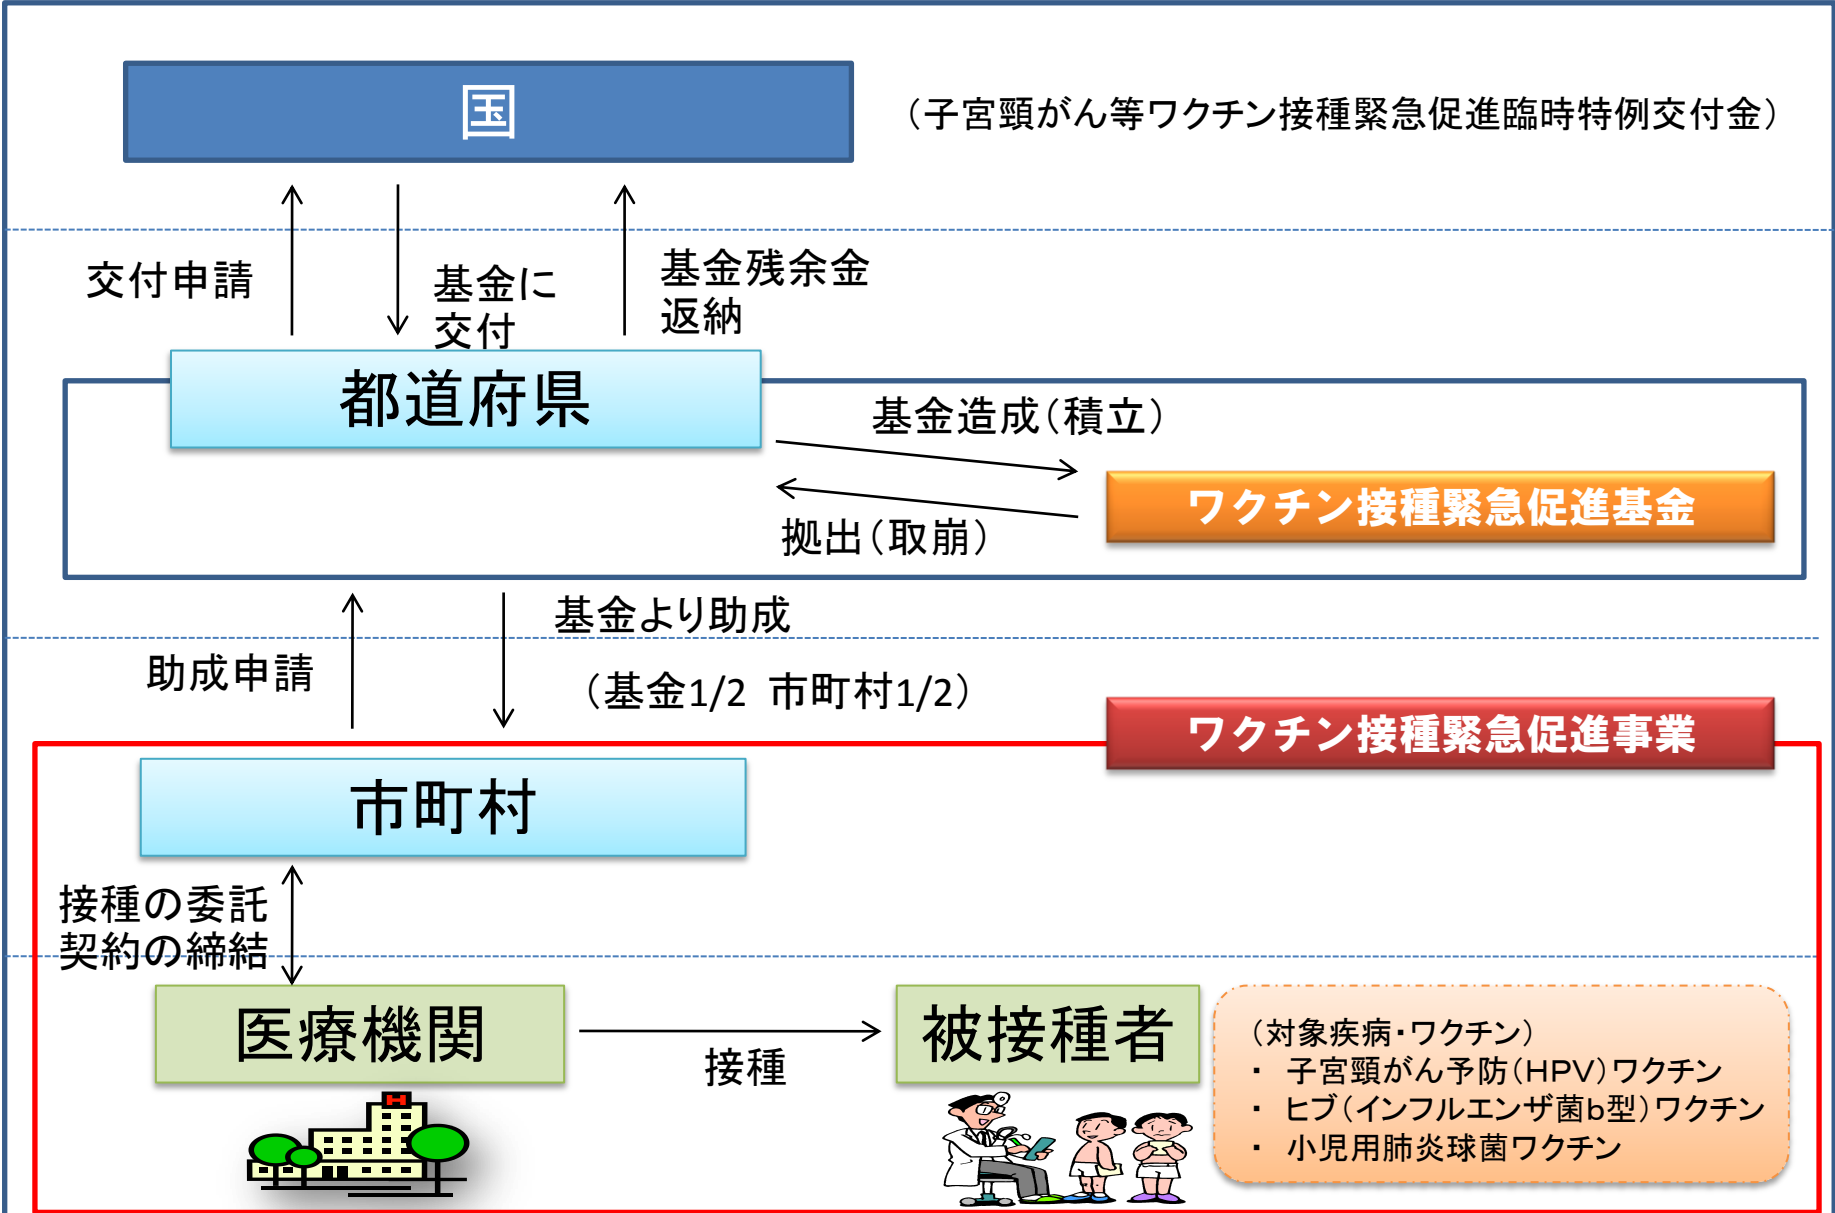 国
（子宮頸がん等ワクチン接種緊急促進臨時特例交付金）
交付申請
基金に
交付
基金残余金
返納
都道府県
基金造成（積立）
ワクチン接種緊急促進基金
拠出（取崩）
基金より助成
助成申請
（基金1/2 市町村1/2）
ワクチン接種緊急促進事業
市町村
接種の委託
契約の締結
医療機関
接種
被接種者
（対象疾病・ワクチン）
・ 子宮頸がん予防（HPV）ワクチン
・ ヒブ（インフルエンザ菌b型）ワクチン
・ 小児用肺炎球菌ワクチン
H